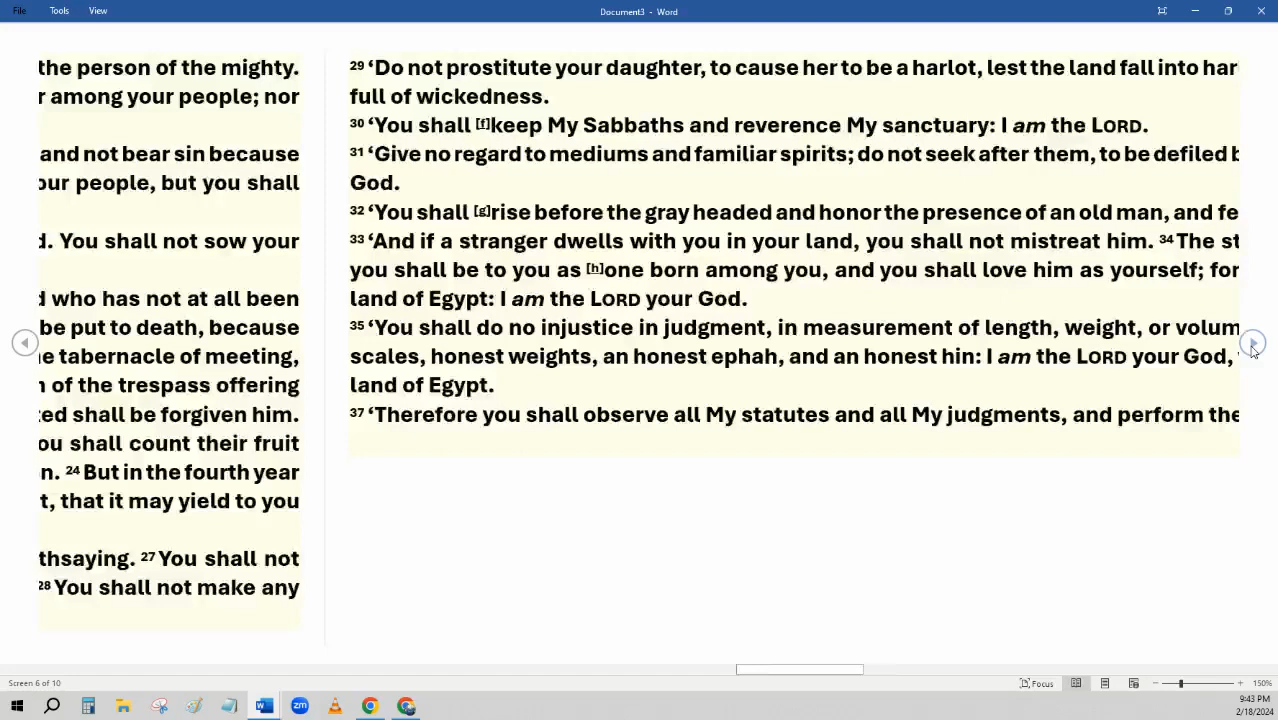 File Tools View Document3 - Word
the person of the mighty.
r among your people; nor
and not bear sin because
our people, but you shall
d. You shall not sow your
d who has not at all been
be put to death, because
e tabernacle of meeting,
n of the trespass offering
ted shall be forgiven him.
ou shall count their fruit
n. 24 But in the fourth year
t, that it may yield to you
thsaying. 27 You shall not
28 You shall not make any
29 ‘Do not prostitute your daughter, to cause her to be a harlot, lest the land fall into har
full of wickedness.
30 ‘You shall [f]keep My Sabbaths and reverence My sanctuary: I am the LORD.
31 ‘Give no regard to mediums and familiar spirits; do not seek after them, to be defiled b
God.
32 ‘You shall [g]rise before the gray headed and honor the presence of an old man, and fe
33 ‘And if a stranger dwells with you in your land, you shall not mistreat him. 34 The st
you shall be to you as [h]one born among you, and you shall love him as yourself; for
land of Egypt: I am the LORD your God.
35 ‘You shall do no injustice in judgment, in measurement of length, weight, or volum
scales, honest weights, an honest ephah, and an honest hin: I am the LORD your God,
land of Egypt.
37 ‘Therefore you shall observe all My statutes and all My judgments, and perform the
Screen 6 of 10 Focus 150%
zm
9:43 PM
2/18/2024